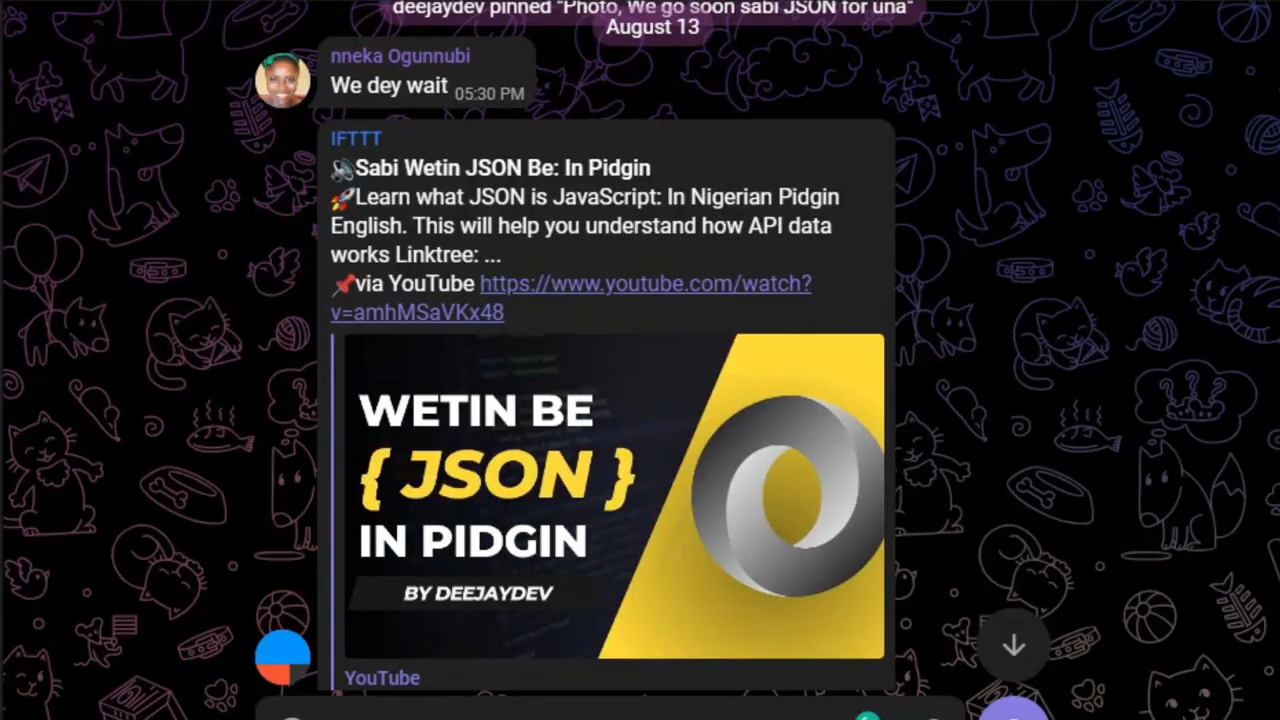 deejaydev pinned "Photo, We go soon sabi JSON for una"
August 13
nneka Ogunnubi
We dey wait 05:30 PM
IFTTT
🔊Sabi Wetin JSON Be: In Pidgin
🚀Learn what JSON is JavaScript: In Nigerian Pidgin
English. This will help you understand how API data
works Linktree: ...
📌via YouTube https://www.youtube.com/watch?
v=amhMSaVKx48
WETIN BE
{ JSON }
IN PIDGIN
BY DEEJAYDEV
YouTube